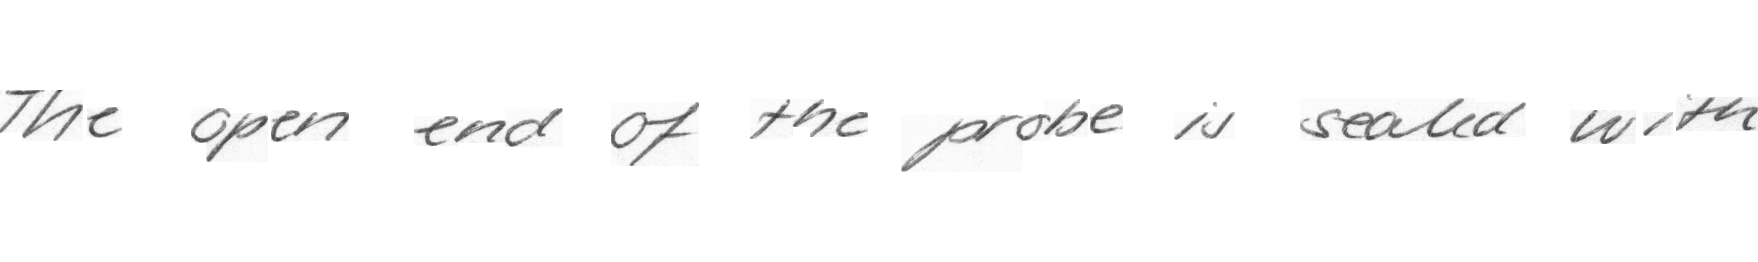 The open end of the probe is sealed with